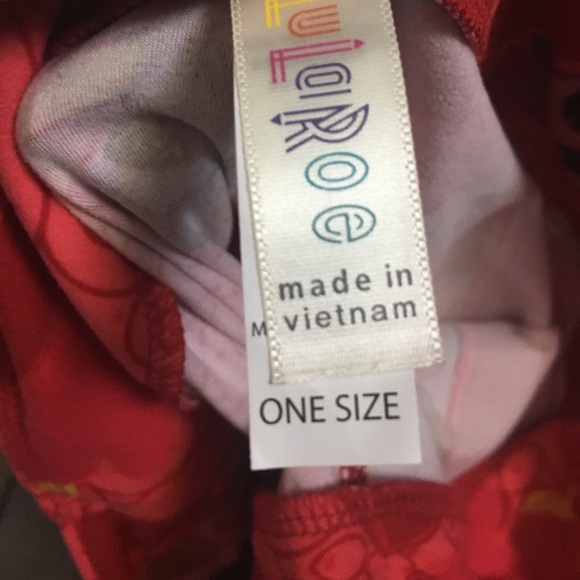 LuLaRoe
made in
vietnam
M
ONE SIZE